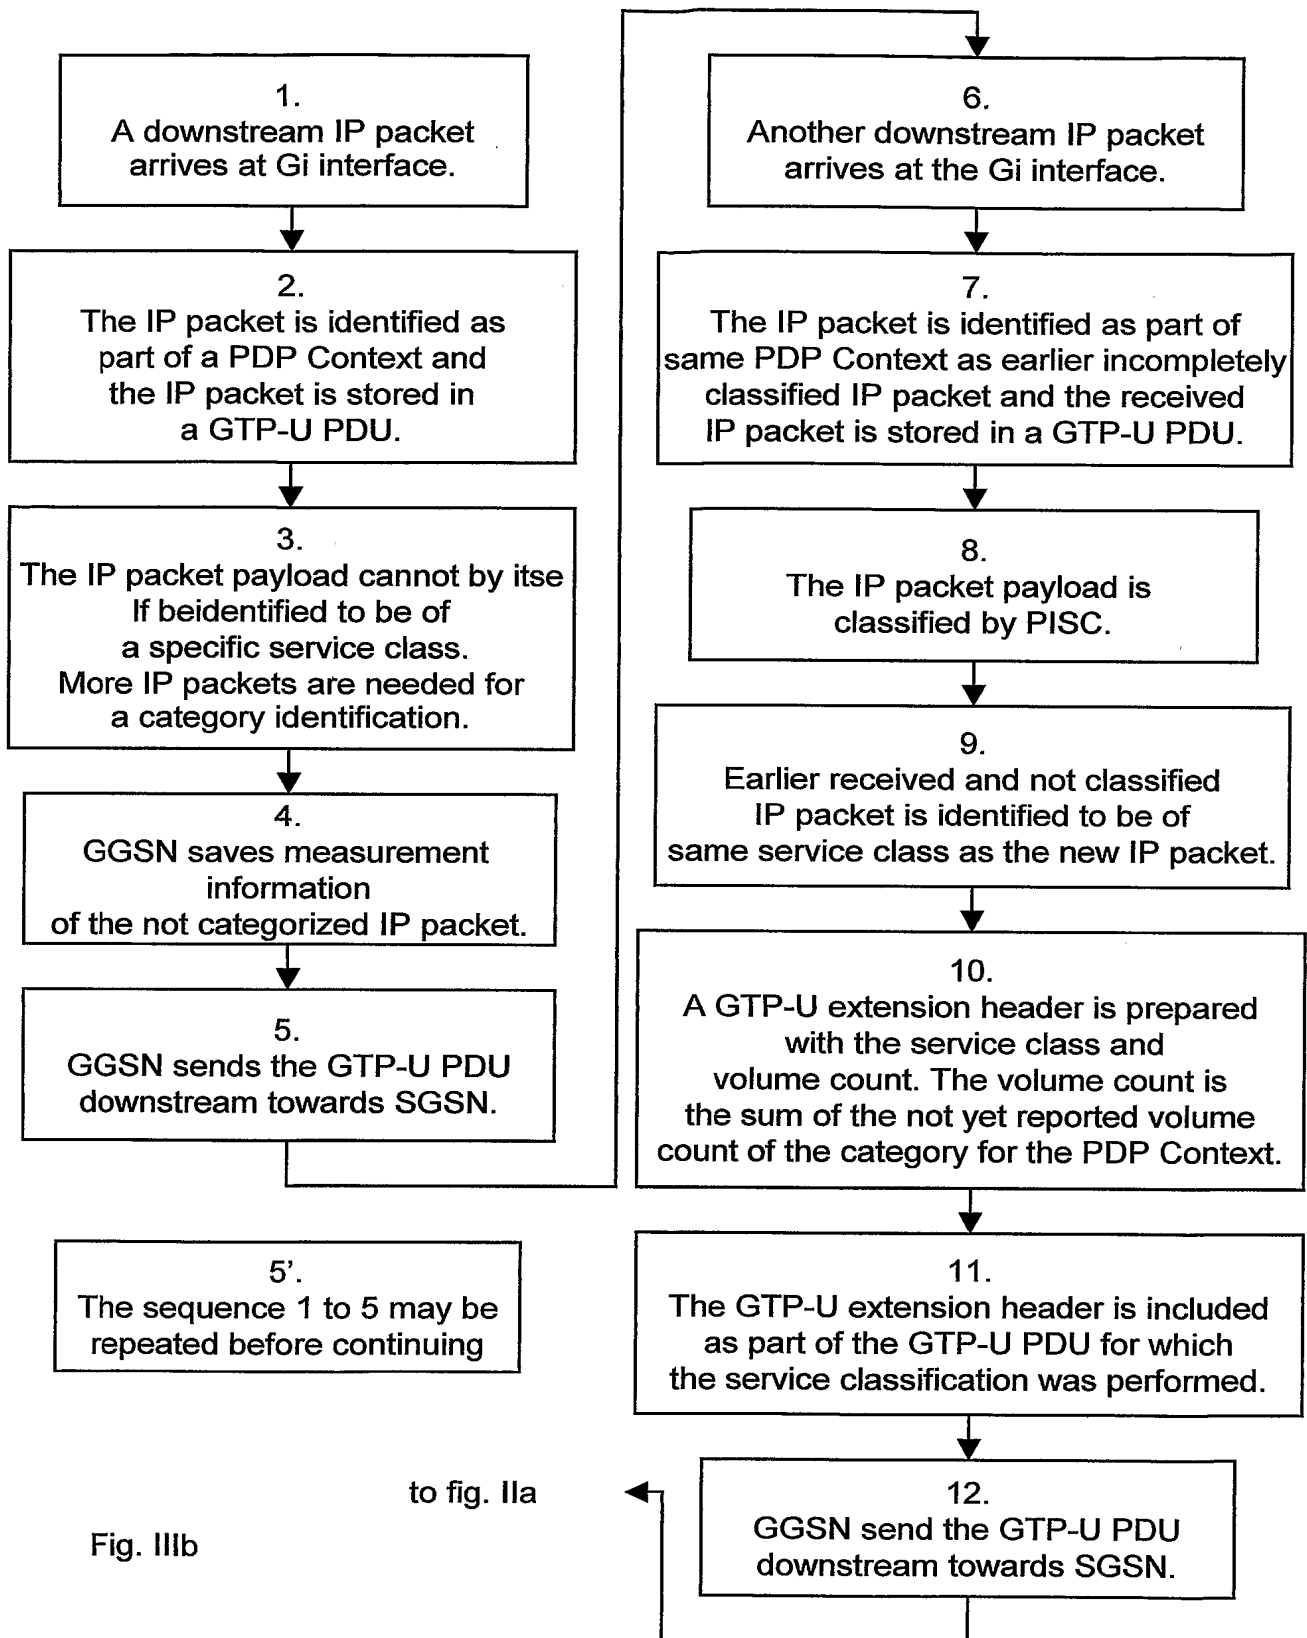 1.
A downstream IP packet
arrives at Gi interface.
2.
The IP packet is identified as
part of a PDP Context and
the IP packet is stored in
a GTP-U PDU.
3.
The IP packet payload cannot by itse
lf beidentified to be of
a specific service class.
More IP packets are needed for
a category identification.
4.
GGSN saves measurement
information
of the not categorized IP packet.
5.
GGSN sends the GTP-U PDU
downstream towards SGSN.
5'.
The sequence 1 to 5 may be
repeated before continuing
6.
Another downstream IP packet
arrives at the Gi interface.
7.
The IP packet is identified as part of
same PDP Context as earlier incompletely
classified IP packet and the received
IP packet is stored in a GTP-U PDU.
8.
The IP packet payload is
classified by PISC.
9.
Earlier received and not classified
IP packet is identified to be of
same service class as the new IP packet.
10.
A GTP-U extension header is prepared
with the service class and
volume count. The volume count is
the sum of the not yet reported volume
count of the category for the PDP Context.
11.
The GTP-U extension header is included
as part of the GTP-U PDU for which
the service classification was performed.
12.
GGSN send the GTP-U PDU
downstream towards SGSN.
to fig. IIa
Fig. IIIb